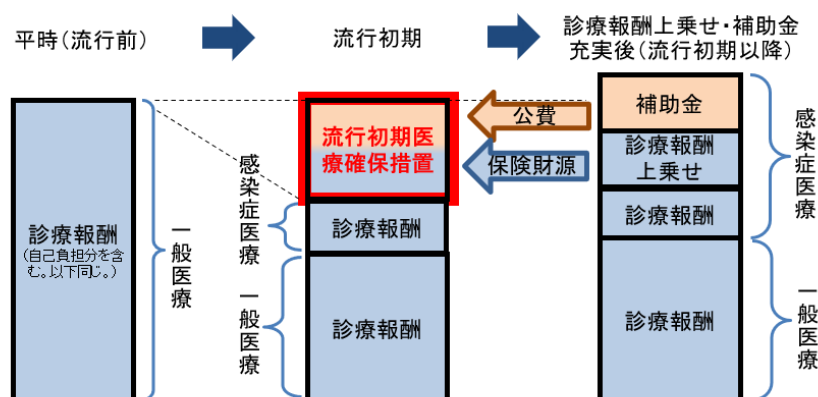 平時(流行前)
流行初期
診療報酬上乗せ・補助金
充実後(流行初期以降)
診療報酬
(自己負担分を含
む。以下同じ。)
一般医療
流行初期医
療確保措置
感染症医療
診療報酬
一般医療
診療報酬
公費
保険財源
補助金
診療報酬
上乗せ
診療報酬
感染症医療
診療報酬
一般医療